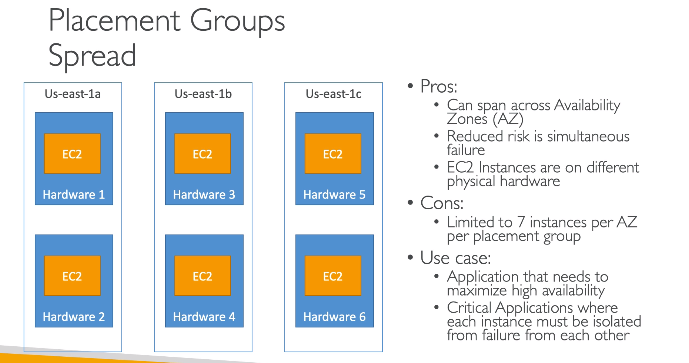 Placement Groups
Spread
Us-east-1a
Us-east-1b
Us-east-1c
EC2
Hardware 1
EC2
Hardware 3
EC2
Hardware 5
EC2
Hardware 2
EC2
Hardware 4
EC2
Hardware 6
• Pros:
• Can span across Availability
Zones (AZ)
• Reduced risk is simultaneous
failure
• EC2 Instances are on different
physical hardware
• Cons:
• Limited to 7 instances per AZ
per placement group
• Use case:
• Application that needs to
maximize high availability
• Critical Applications where
each instance must be isolated
from failure from each other